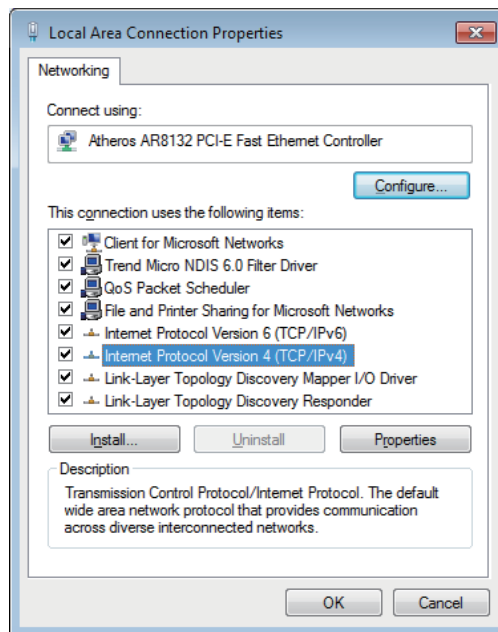 Local Area Connection Properties
Networking
Connect using:
Atheros AR8132 PCI-E Fast Ethernet Controller
Configure...
This connection uses the following items:
Client for Microsoft Networks
Trend Micro NDIS 6.0 Filter Driver
QoS Packet Scheduler
File and Printer Sharing for Microsoft Networks
Internet Protocol Version 6 (TCP/IPv6)
Internet Protocol Version 4 (TCP/IPv4)
Link-Layer Topology Discovery Mapper I/O Driver
Link-Layer Topology Discovery Responder
Install... Uninstall Properties
Description
Transmission Control Protocol/Internet Protocol. The default
wide area network protocol that provides communication
across diverse interconnected networks.
OK Cancel